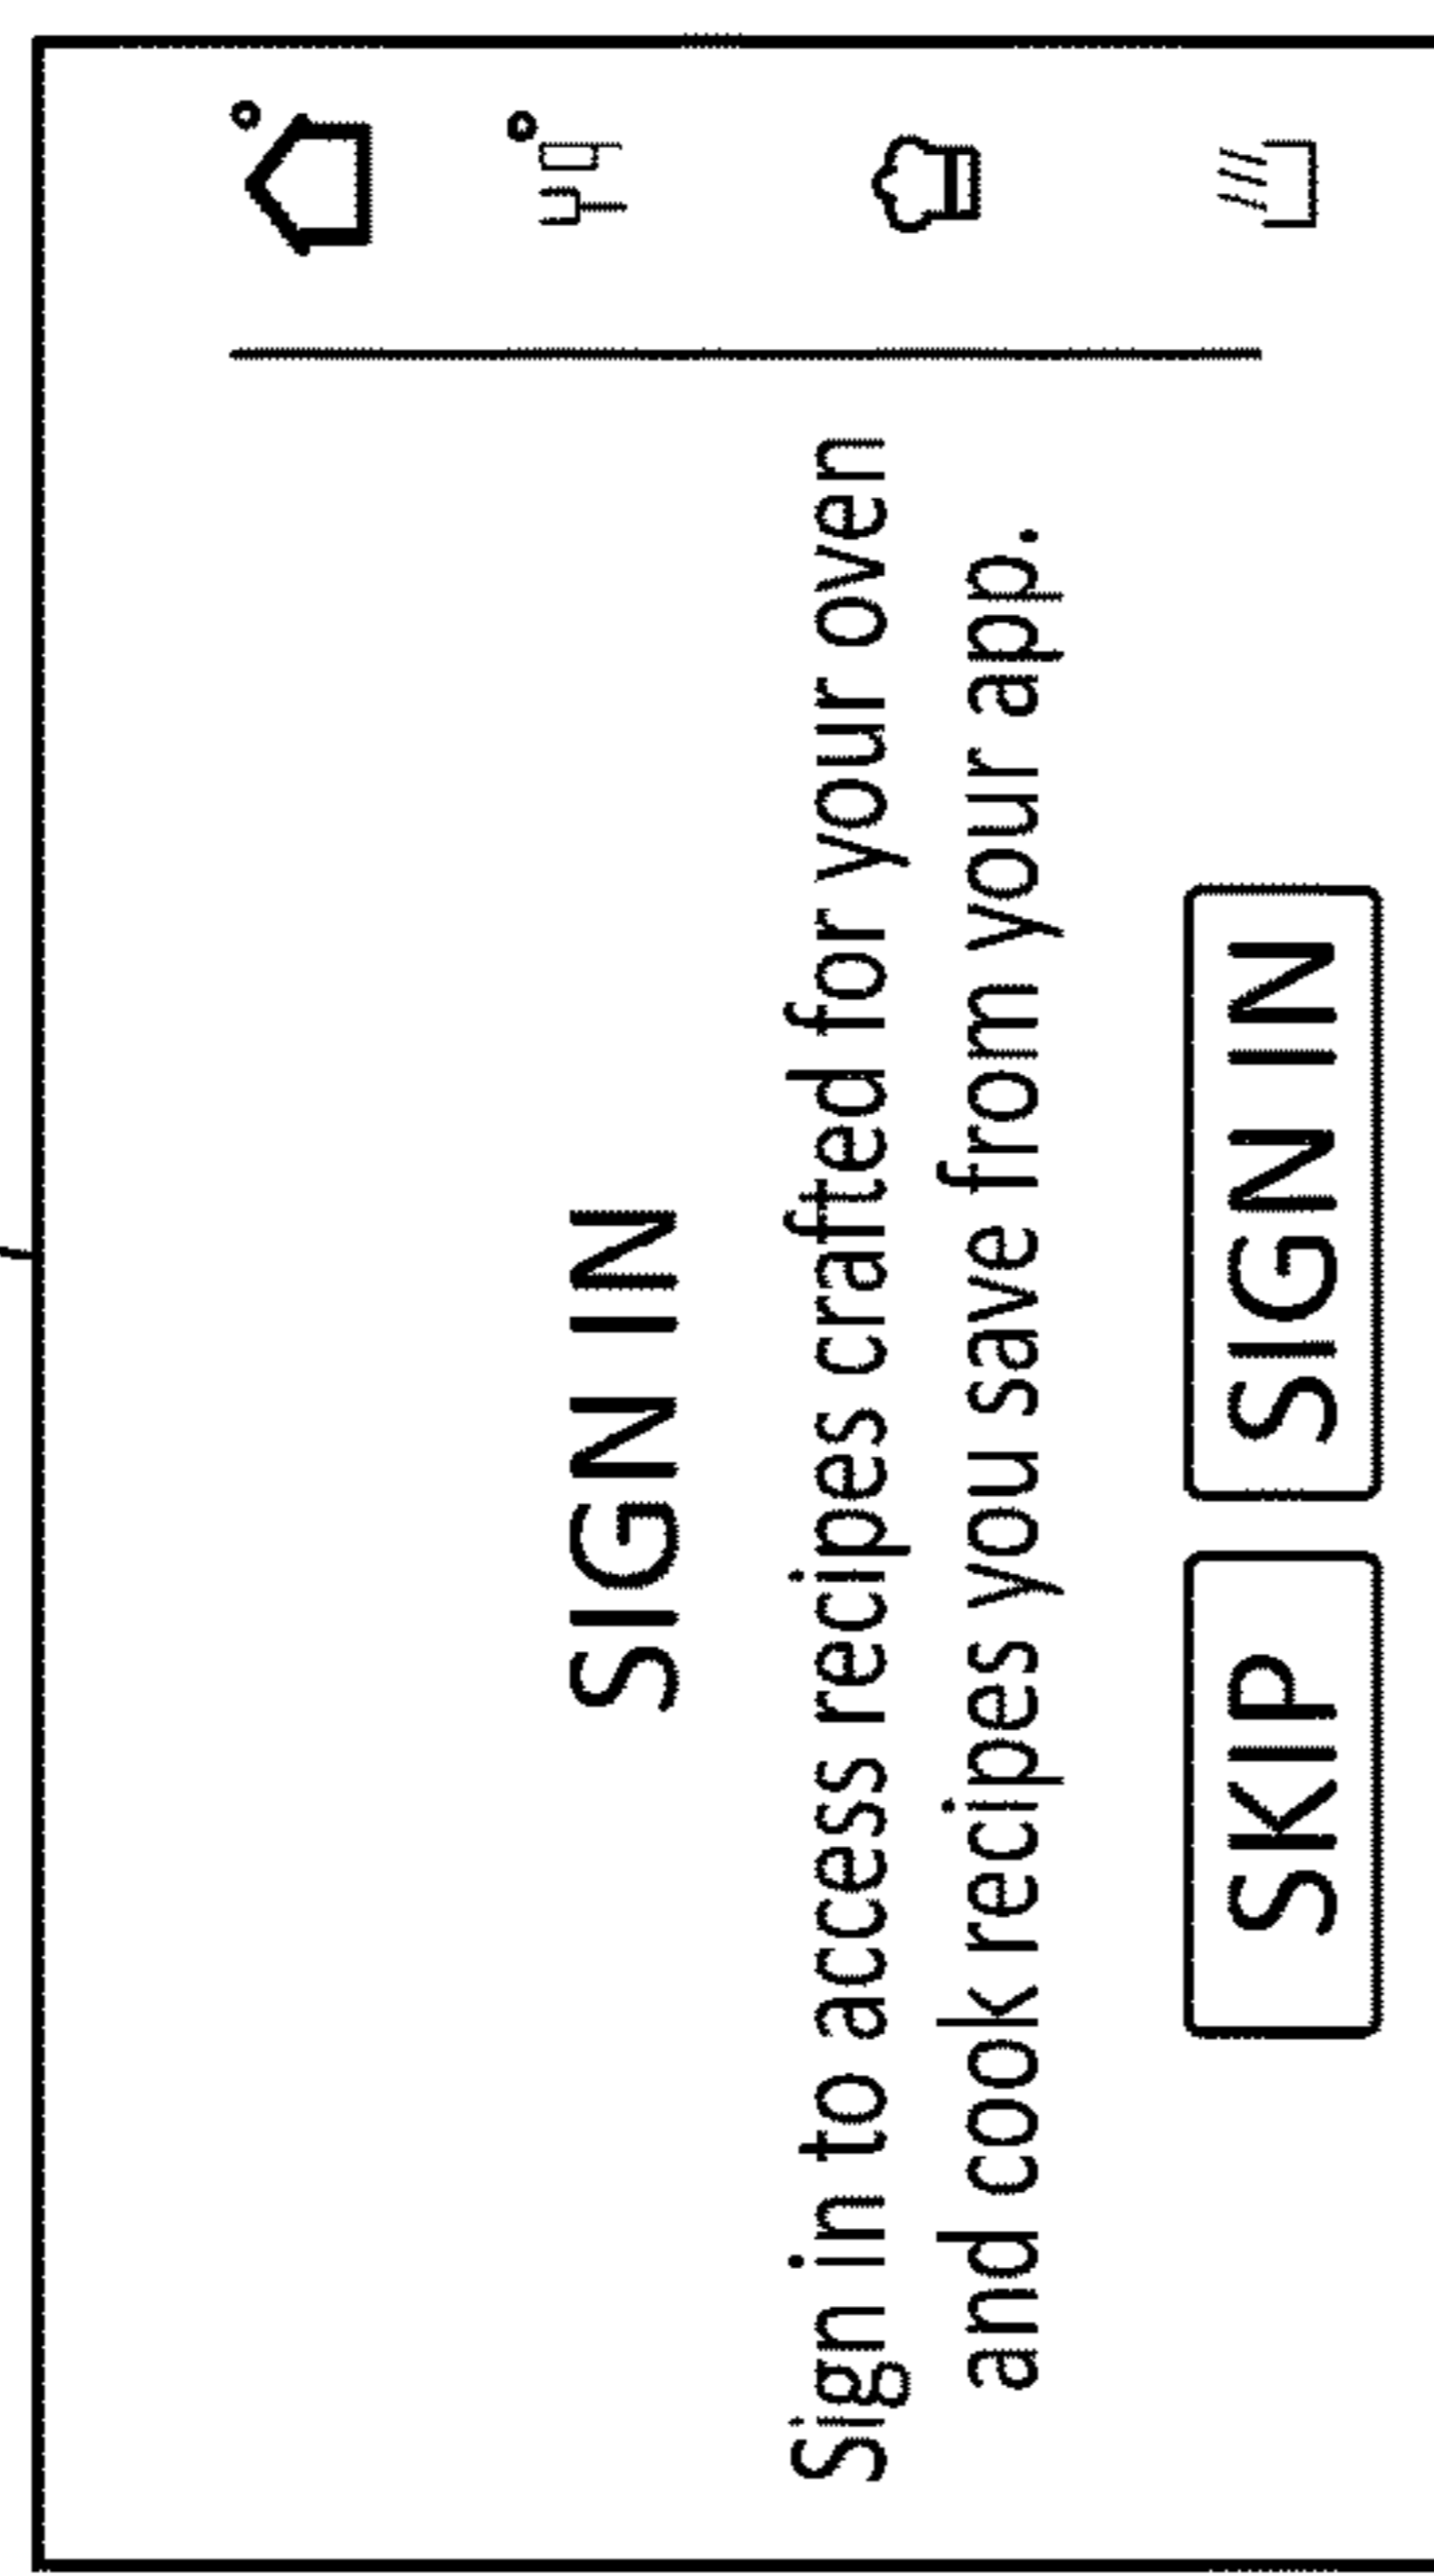 SIGN IN
Sign in to access recipes crafted for your oven
and cook recipes you save from your app.
SKIP
SIGN IN